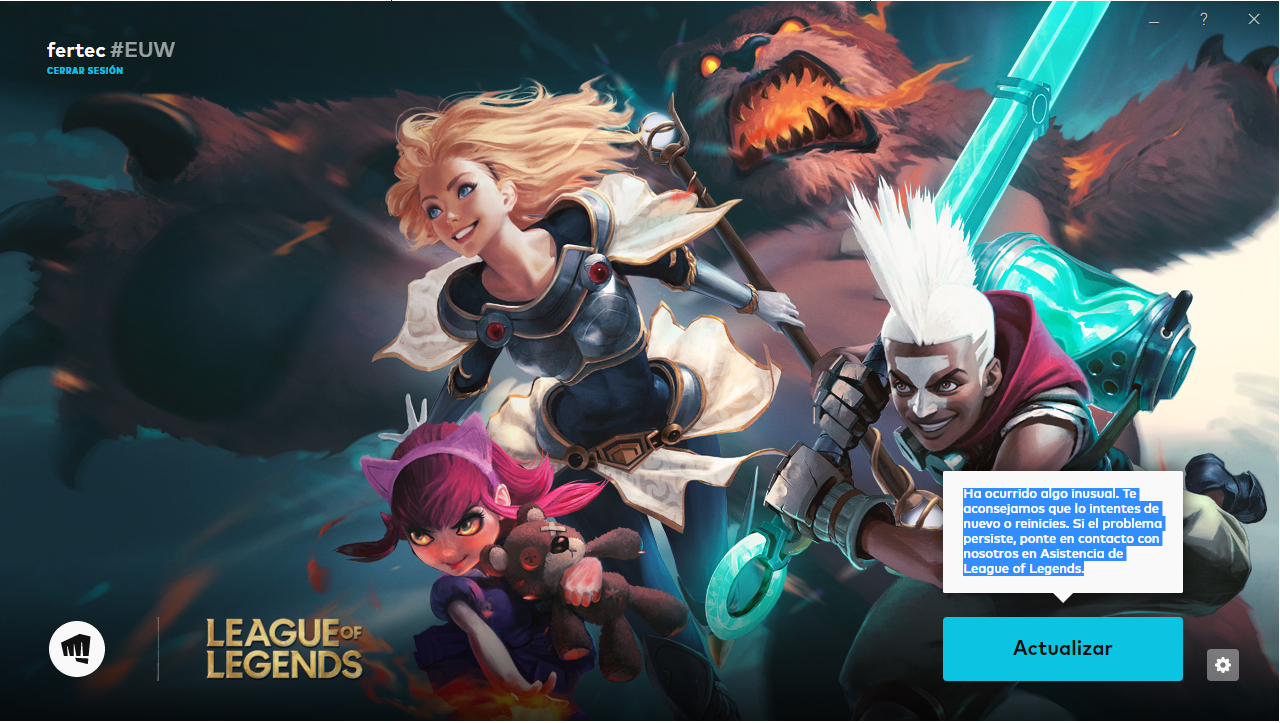 fertec #EUW
CERRAR SESIÓN
?
Ha ocurrido algo inusual. Te
aconsejamos que lo intentes de
nuevo o reinicies. Si el problema
persiste, ponte en contacto con
nosotros en Asistencia de
League of Legends.
LEAGUE OF
LEGENDS
Actualizar